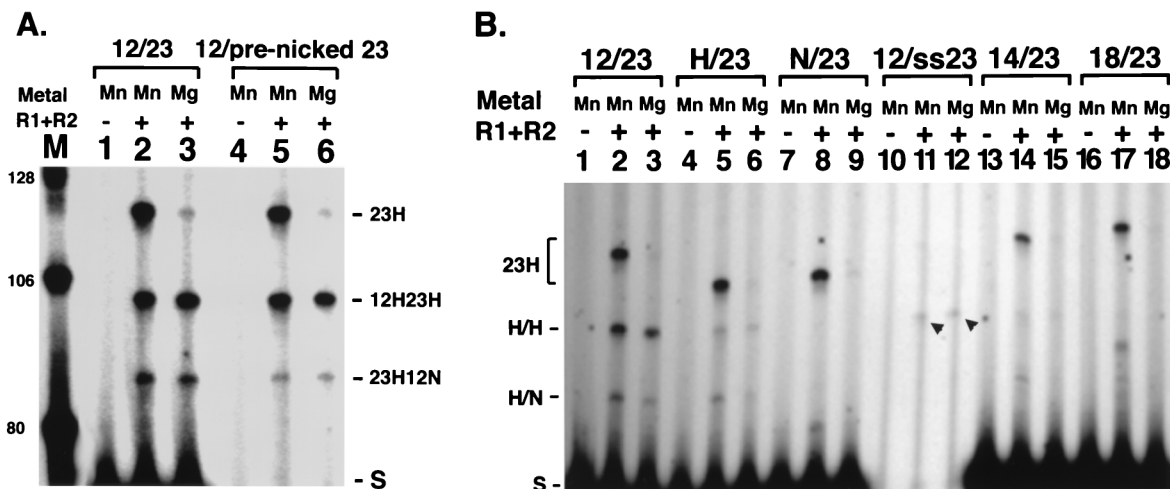 A.
12/23 12/pre-nicked 23
Metal Mn Mn Mg Mn Mn Mg
R1+R2 - + + - + +
M 1 2 3 4 5 6
128
- 23H
106
- 12H23H
- 23H12N
80
- S
B.
12/23 H/23 N/23 12/ss23 14/23 18/23
Metal Mn Mn Mg Mn Mn Mg Mn Mn Mg Mn Mn Mg Mn Mn Mg Mn Mn Mg
R1+R2 - + + - + + - + + - + + - + + - + +
1 2 3 4 5 6 7 8 9 10 11 12 13 14 15 16 17 18
23H
H/H -
H/N -
S -